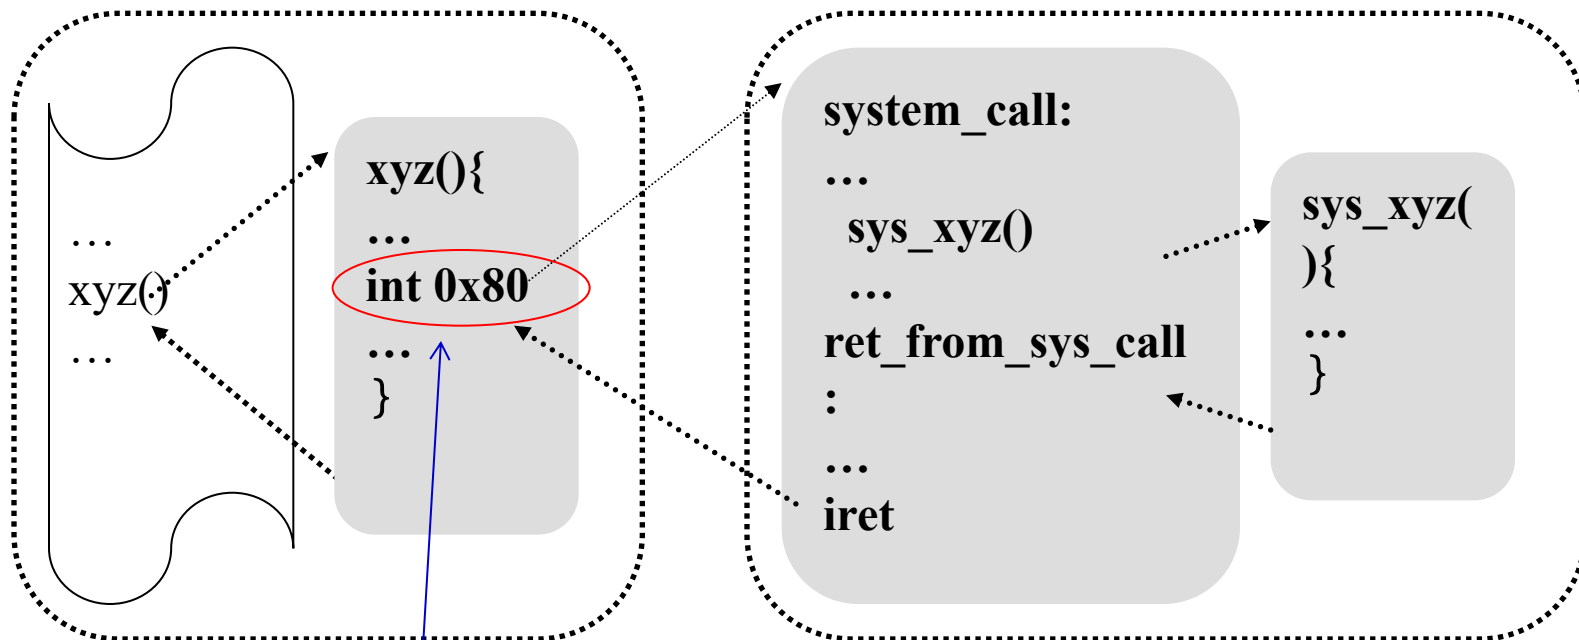 …
xyz()
…
xyz(){
…
int 0x80
…
}
system_call:
…
sys_xyz()
…
ret_from_sys_call
:
…
iret
sys_xyz(
){
…
}